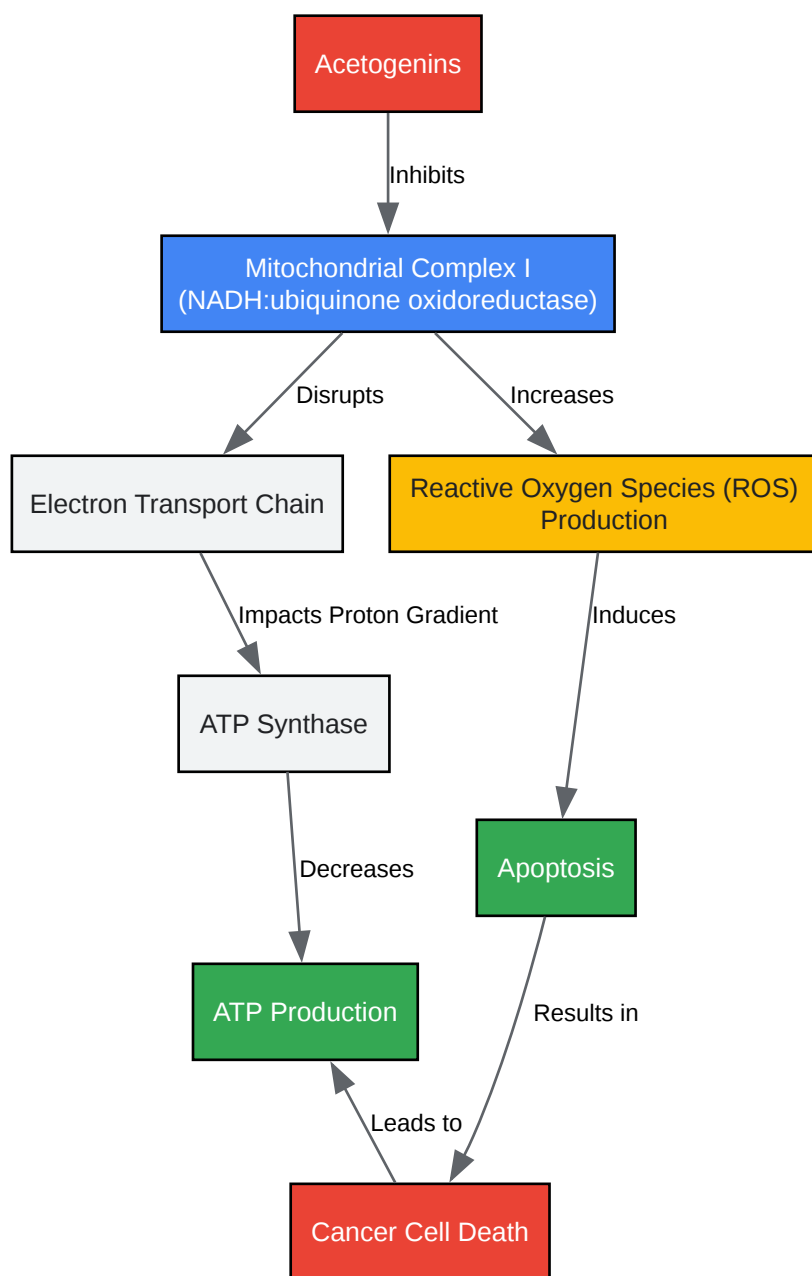 Acetogenins
Inhibits
Mitochondrial Complex I
(NADH:ubiquinone oxidoreductase)
Disrupts
Increases
Electron Transport Chain
Reactive Oxygen Species (ROS)
Production
Impacts Proton Gradient
Induces
ATP Synthase
Decreases
Apoptosis
ATP Production
Results in
Leads to
Cancer Cell Death